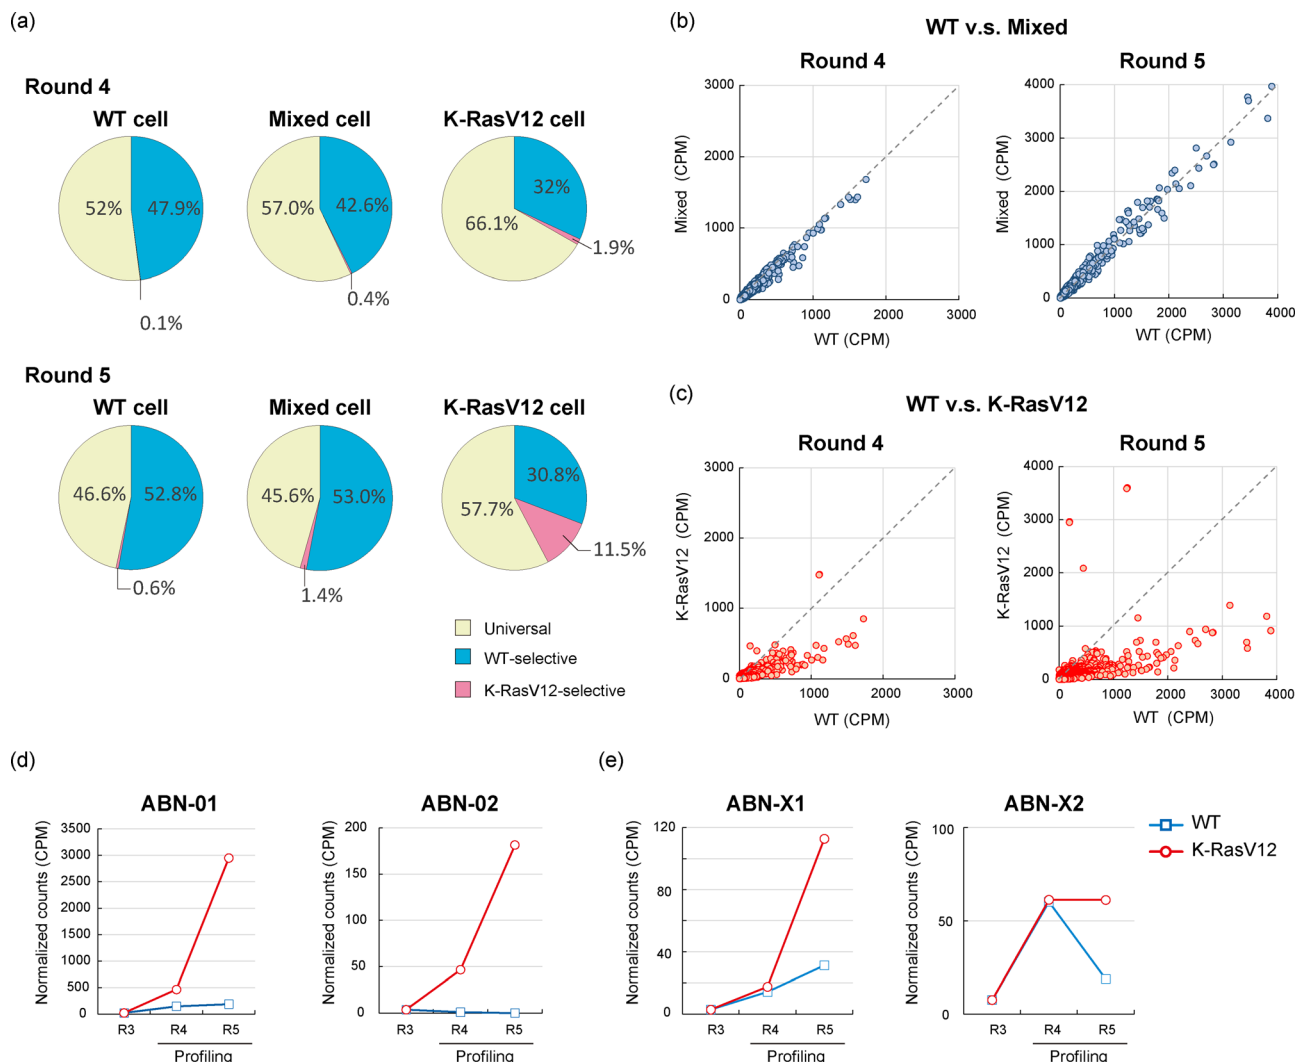 (a)
Round 4
WT cell
Mixed cell
K-RasV12 cell
52%
47.9%
0.1%
57.0%
42.6%
0.4%
32%
66.1%
1.9%
Round 5
WT cell
Mixed cell
K-RasV12 cell
46.6%
52.8%
0.6%
45.6%
53.0%
1.4%
30.8%
57.7%
11.5%
Universal
WT-selective
K-RasV12-selective
(b)
WT v.s. Mixed
Round 4
Mixed (CPM)
3000
2000
1000
0
0 1000 2000 3000
WT (CPM)
Round 5
Mixed (CPM)
4000
3000
2000
1000
0
0 1000 2000 3000 4000
WT (CPM)
(c)
WT v.s. K-RasV12
Round 4
K-RasV12 (CPM)
3000
2000
1000
0
0 1000 2000 3000
WT (CPM)
Round 5
K-RasV12 (CPM)
4000
3000
2000
1000
0
0 1000 2000 3000 4000
WT (CPM)
(d)
ABN-01
Normalized counts (CPM)
3500
3000
2500
2000
1500
1000
500
0
R3 R4 R5
Profiling
ABN-02
Normalized counts (CPM)
200
150
100
50
0
R3 R4 R5
Profiling
(e)
ABN-X1
Normalized counts (CPM)
120
80
60
40
20
0
R3 R4 R5
Profiling
ABN-X2
Normalized counts (CPM)
100
50
0
R3 R4 R5
Profiling
WT
K-RasV12